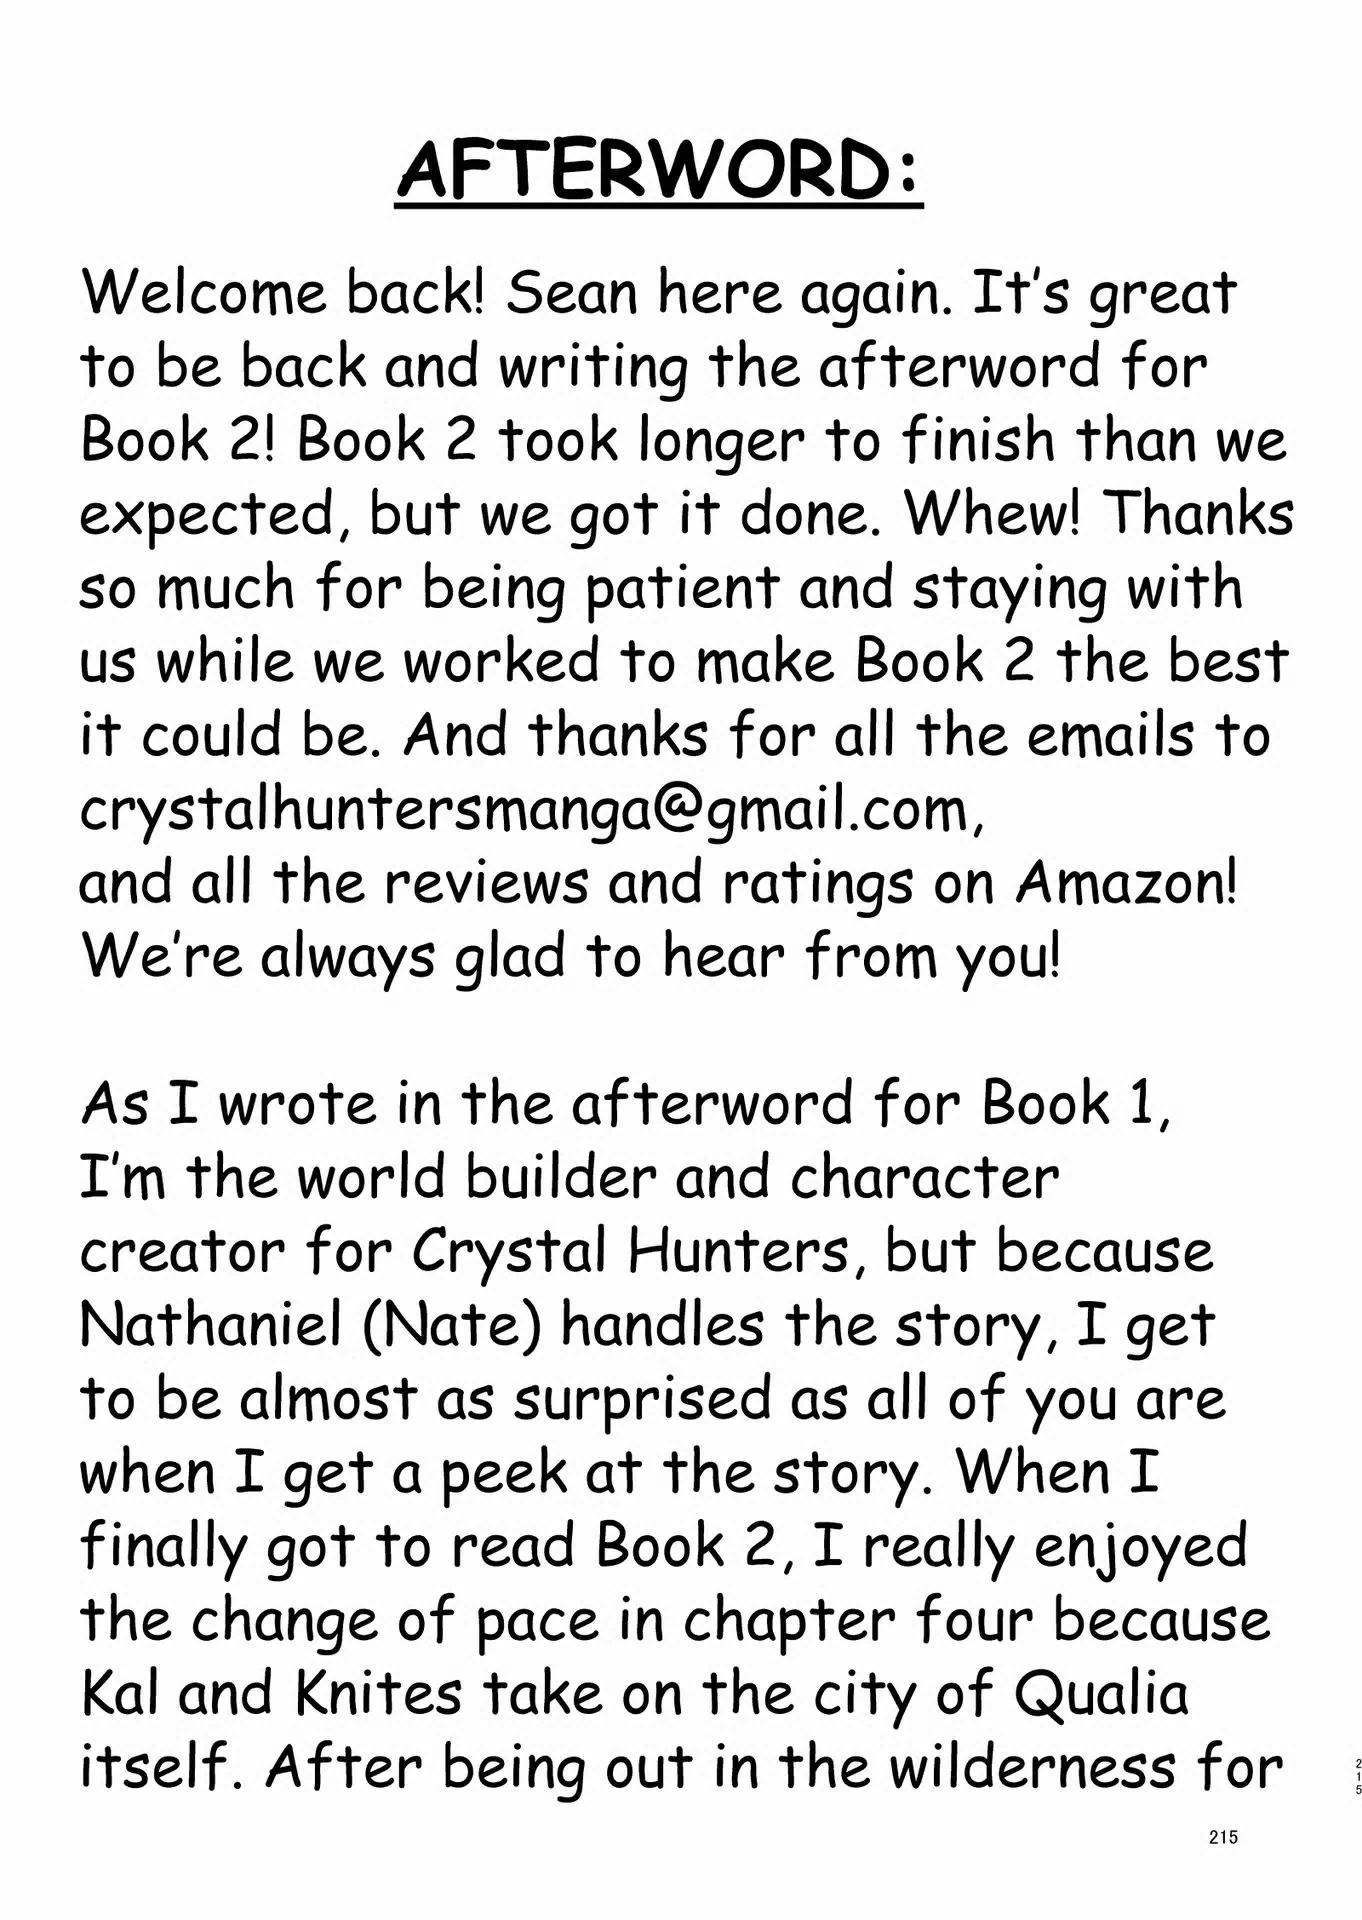 AFTERWORD:
Welcome back! Sean here again. It's great
to be back and writing the afterword for
Book 2! Book 2 took longer to finish than we
expected, but we got it done. Whew! Thanks
so much for being patient and staying with
us while we worked to make Book 2 the best
it could be. And thanks for all the emails to
crystalhuntersmanga@gmail.com,
and all the reviews and ratings on Amazon!
We're always glad to hear from you!
As I wrote in the afterword for Book 1,
I'm the world builder and character
creator for Crystal Hunters, but because
Nathaniel (Nate) handles the story, I get
to be almost as surprised as all of you are
when I get a peek at the story. When I
finally got to read Book 2, I really enjoyed
the change of pace in chapter four because
Kal and Knites take on the city of Qualia
itself. After being out in the wilderness for
215
215